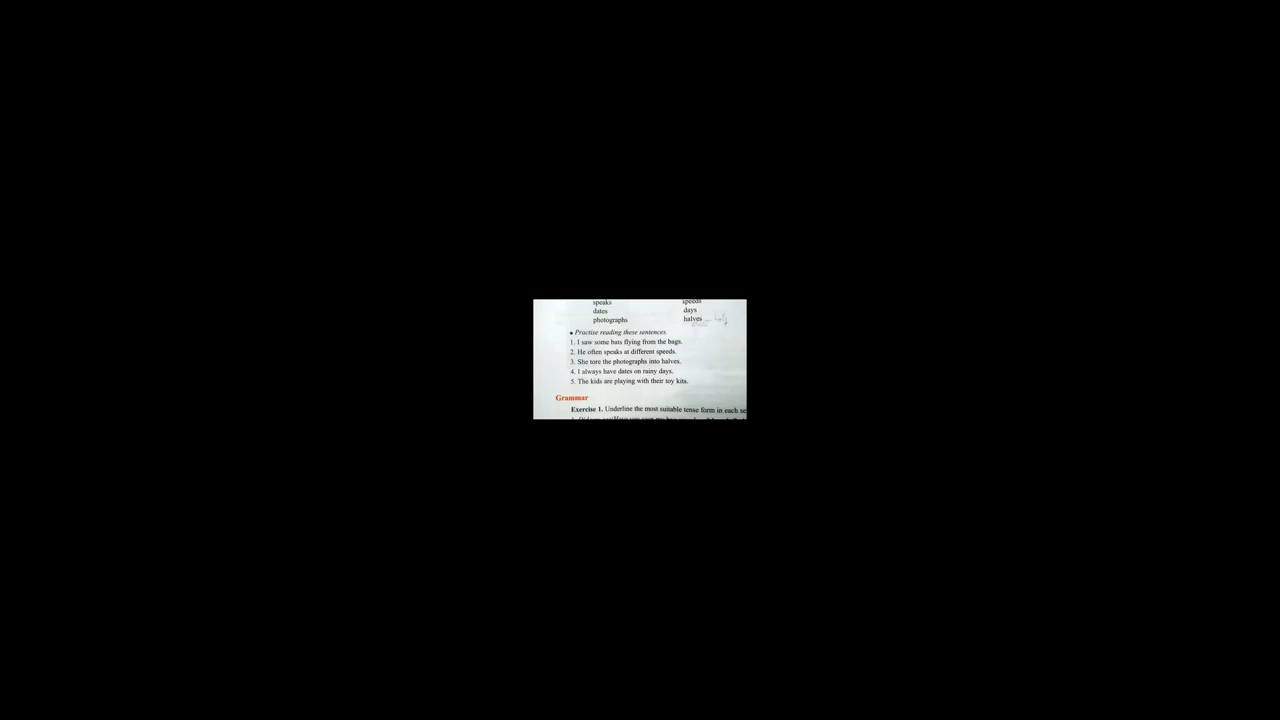 speaks speeds
dates days
photographs halves – half
• Practise reading these sentences.
1. I saw some bats flying from the bags.
2. He often speaks at different speeds.
3. She tore the photographs into halves.
4. I always have dates on rainy days.
5. The kids are playing with their toy kits.
Grammar
Exercise 1. Underline the most suitable tense form in each se